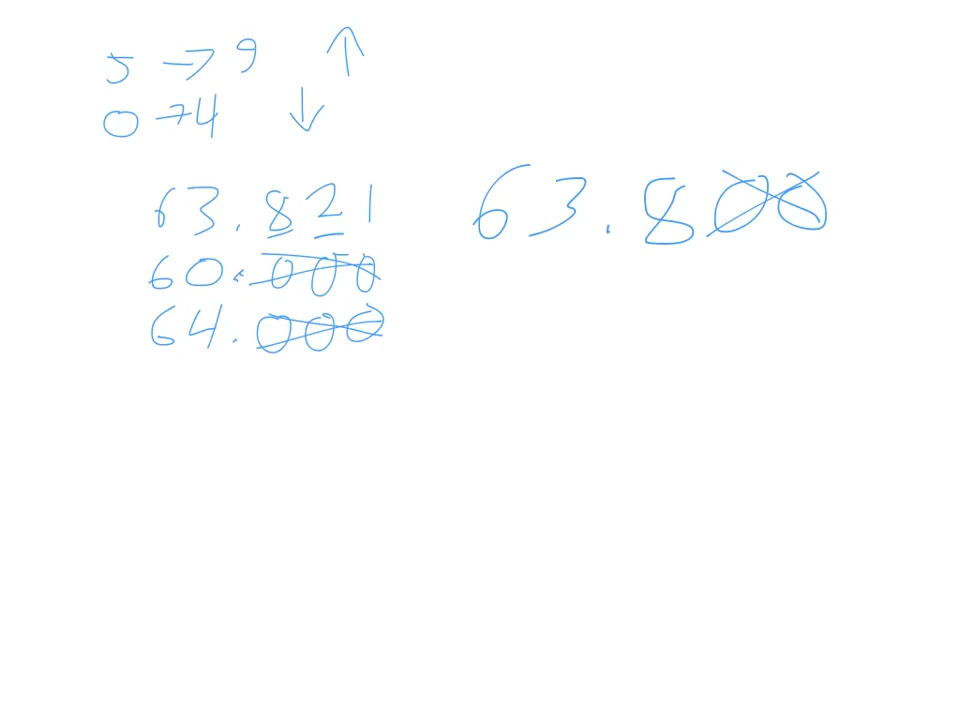 5 → 9 ↑
0 → 4 ↓
63.821
63.800
60.000
64.000